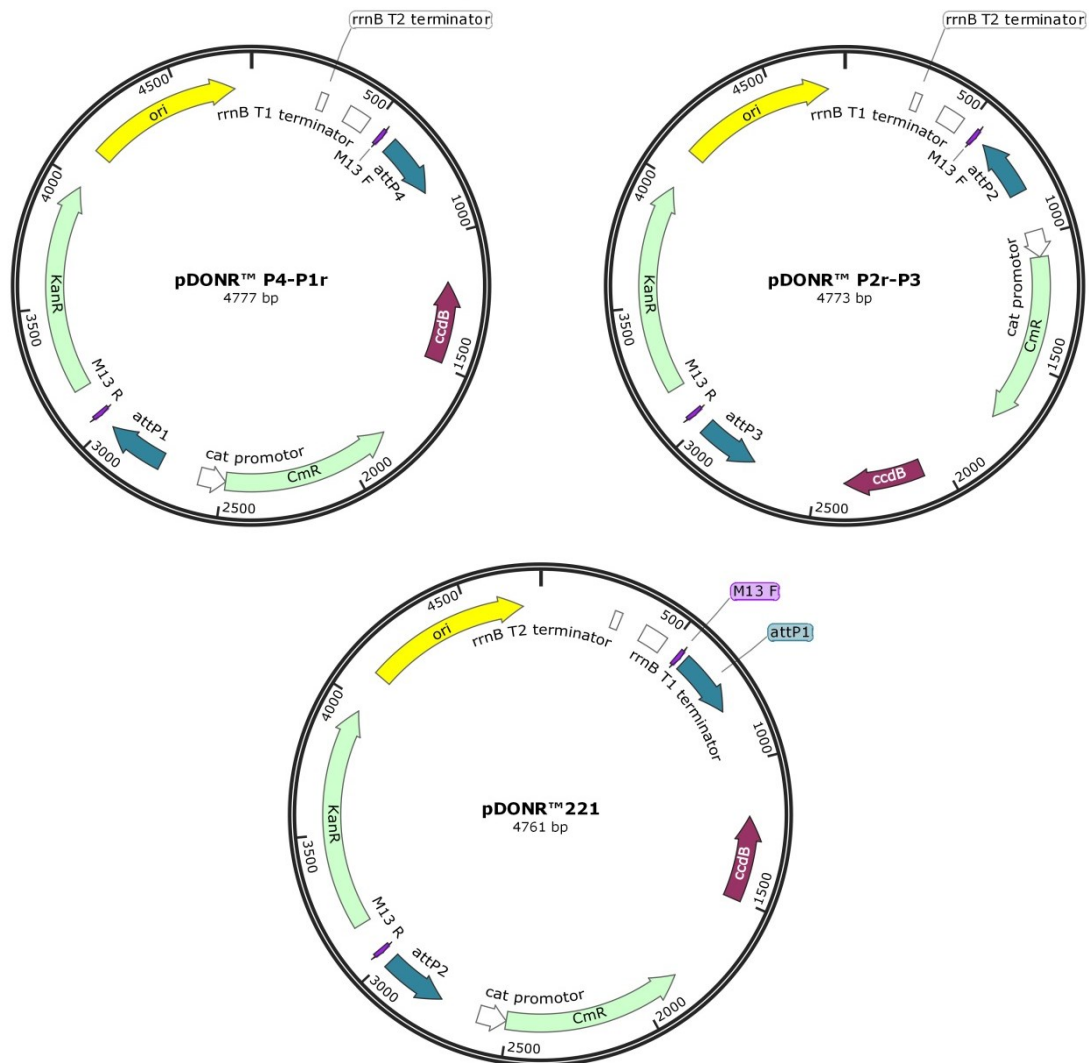 rrnB T2 terminator
4500
ori
rrnB T1 terminator
500
M13 F
attP4
1000
4000
KanR
pDONR™ P4-P1r
4777 bp
ccdB
1500
3500
M13 R
attP1
3000
cat promotor
CmR
2000
2500
rrnB T2 terminator
4500
ori
rrnB T1 terminator
500
M13 F
attP2
1000
4000
KanR
pDONR™ P2r-P3
4773 bp
cat promotor
CmR
1500
3500
M13 R
attP3
3000
ccdB
2000
2500
M13 F
4500
ori
rrnB T2 terminator
500
attP1
rrnB T1 terminator
4000
1000
KanR
pDONR™221
4761 bp
ccdB
3500
1500
M13 R
attP2
3000
cat promotor
CmR
2000
2500